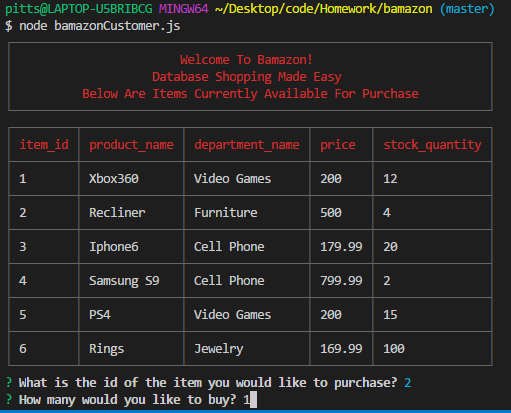 pitts@LAPTOP-U5BRIBCG MINGW64 ~/Desktop/code/Homework/bamazon (master)
$ node bamazonCustomer.js
Welcome To Bamazon!
Database Shopping Made Easy
Below Are Items Currently Available For Purchase
item_id product_name department_name price stock_quantity
1 Xbox360 Video Games 200 12
2 Recliner Furniture 500 4
3 Iphone6 Cell Phone 179.99 20
4 Samsung S9 Cell Phone 799.99 2
5 PS4 Video Games 200 15
6 Rings Jewelry 169.99 100
? What is the id of the item you would like to purchase? 2
? How many would you like to buy? 1